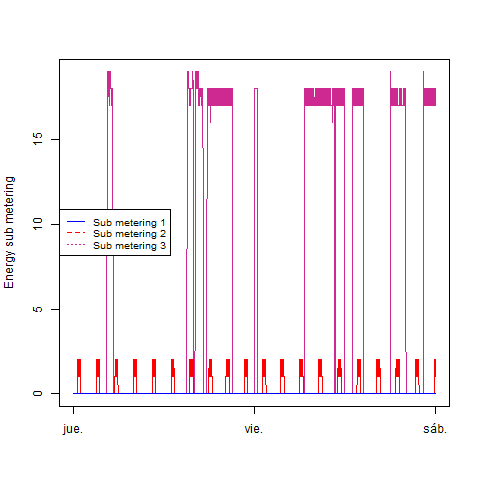 15
10
5
0
Energy sub metering
Sub metering 1
Sub metering 2
Sub metering 3
jue. vie. sáb.